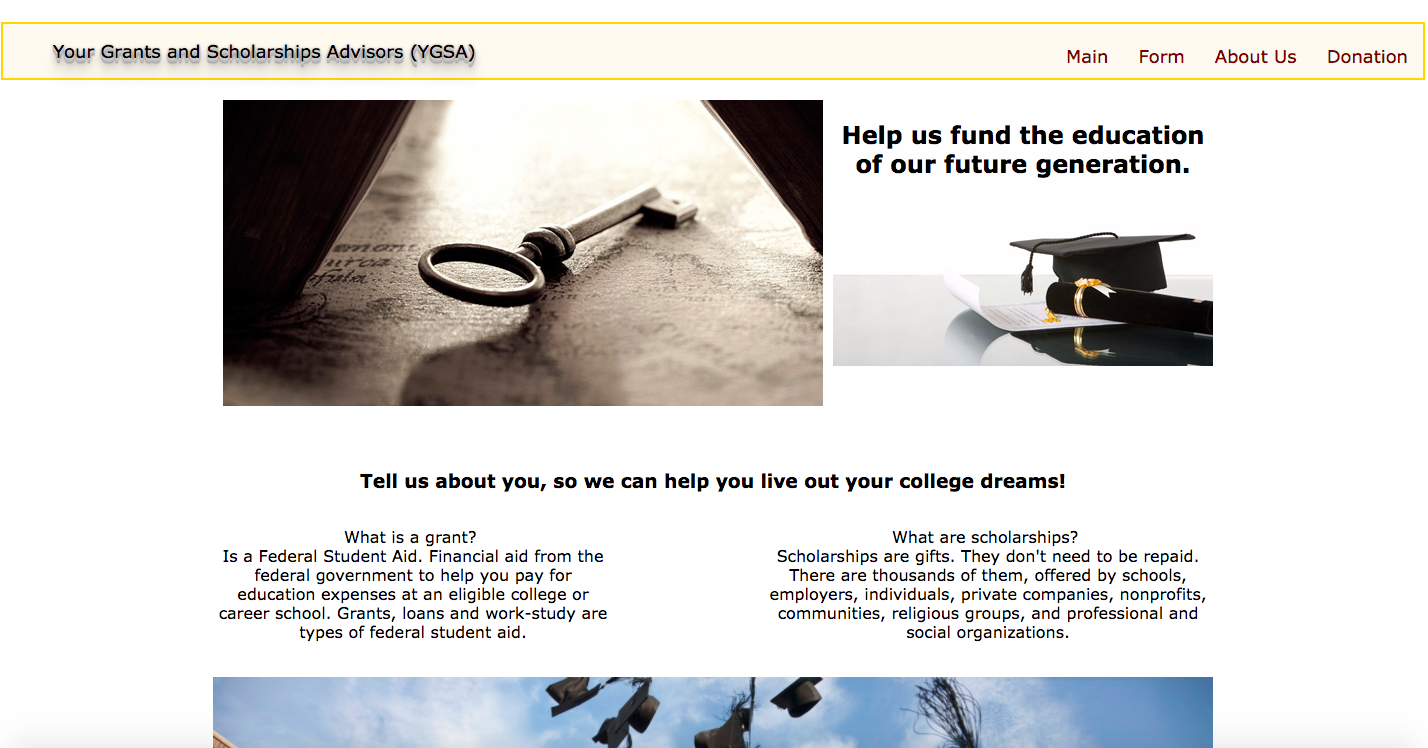 Your Grants and Scholarships Advisors (YGSA)
Main Form About Us Donation
Help us fund the education
of our future generation.
Tell us about you, so we can help you live out your college dreams!
What is a grant?
Is a Federal Student Aid. Financial aid from the
federal government to help you pay for
education expenses at an eligible college or
career school. Grants, loans and work-study are
types of federal student aid.
What are scholarships?
Scholarships are gifts. They don't need to be repaid.
There are thousands of them, offered by schools,
employers, individuals, private companies, nonprofits,
communities, religious groups, and professional and
social organizations.